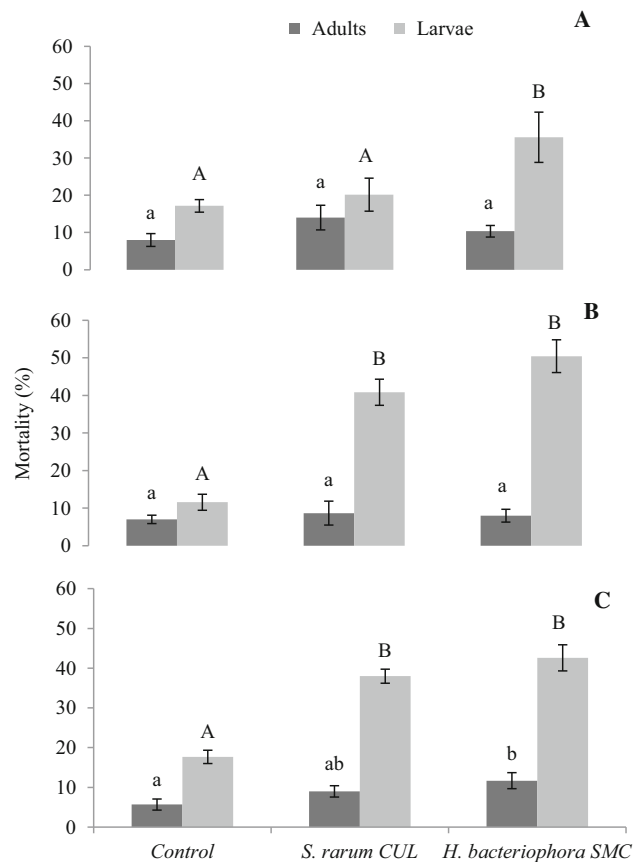 Adults Larvae A
60
50
40
30
20
10
0
a A a A a B
B
60
50
40
30
20
10
0
a A a B a B
Mortality (%)
C
60
50
40
30
20
10
0
a A ab B b B
Control S. rarum CUL H. bacteriophora SMC